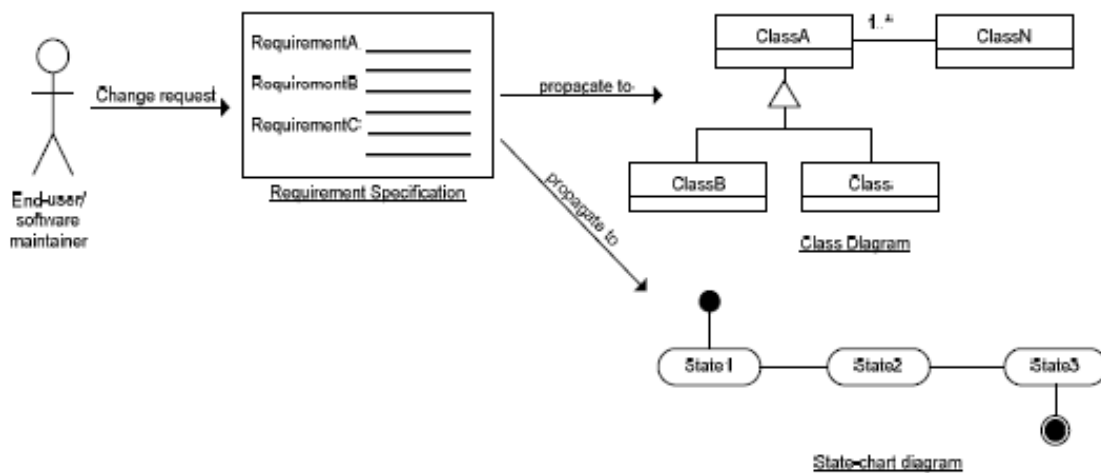 RequirementA
RequirementB
RequirementC:
Requirement Specification
Change request
End-user/
software
maintainer
propagate to
propagate to
ClassA
1..*
ClassN
ClassB
Class
Class Diagram
State1
State2
State3
State-chart diagram